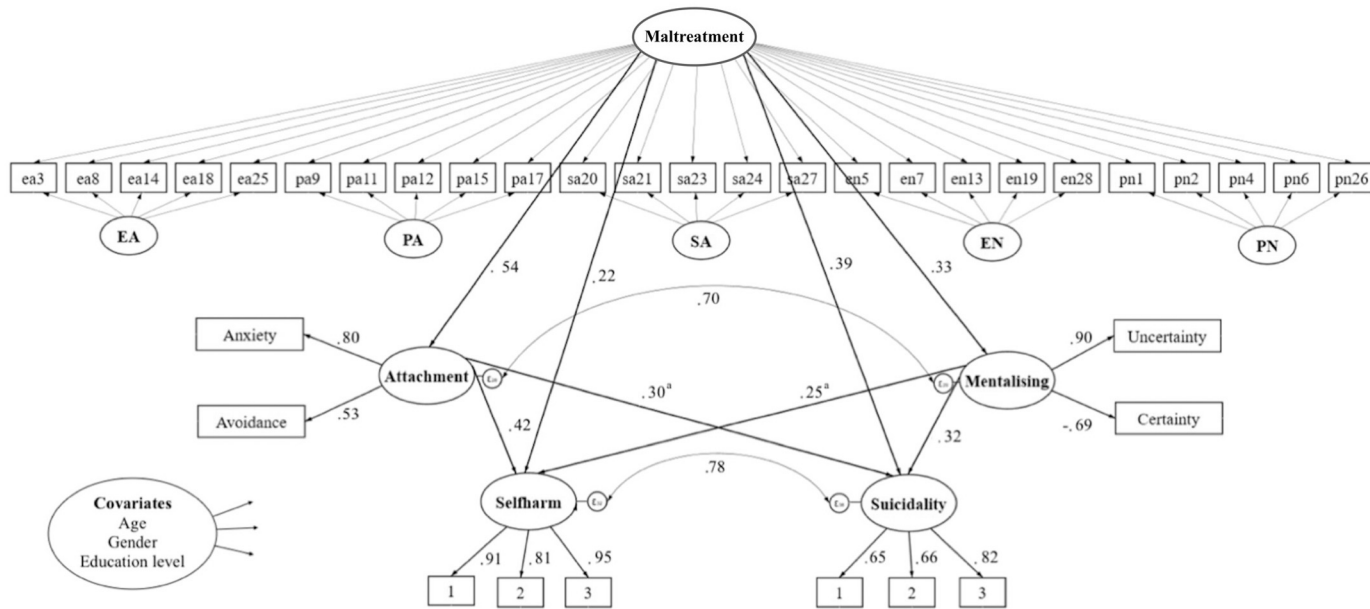 Maltreatment
ea3 ea8 ea14 ea18 ea25 pa9 pa11 pa12 pa15 pa17 sa20 sa21 sa23 sa24 sa27 en5 en7 en13 en19 en28 pn1 pn2 pn4 pn6 pn26
EA PA SA EN PN
. 54 .22 .39 .33
.70
Anxiety .80 .90 Uncertainty
Attachment Mentalising
Avoidance .53 .30a .25a -.69 Certainty
.42 .32
.78
Selfharm Suicidality
Covariates
Age
Gender
Education level
.91 .81 .95 .65 .66 .82
1 2 3 1 2 3